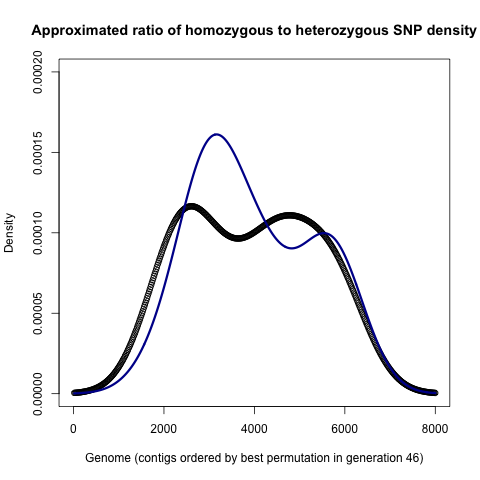 Approximated ratio of homozygous to heterozygous SNP density
Density
0.00020
0.00015
0.00010
0.00005
0.00000
0 2000 4000 6000 8000
Genome (contigs ordered by best permutation in generation 46)